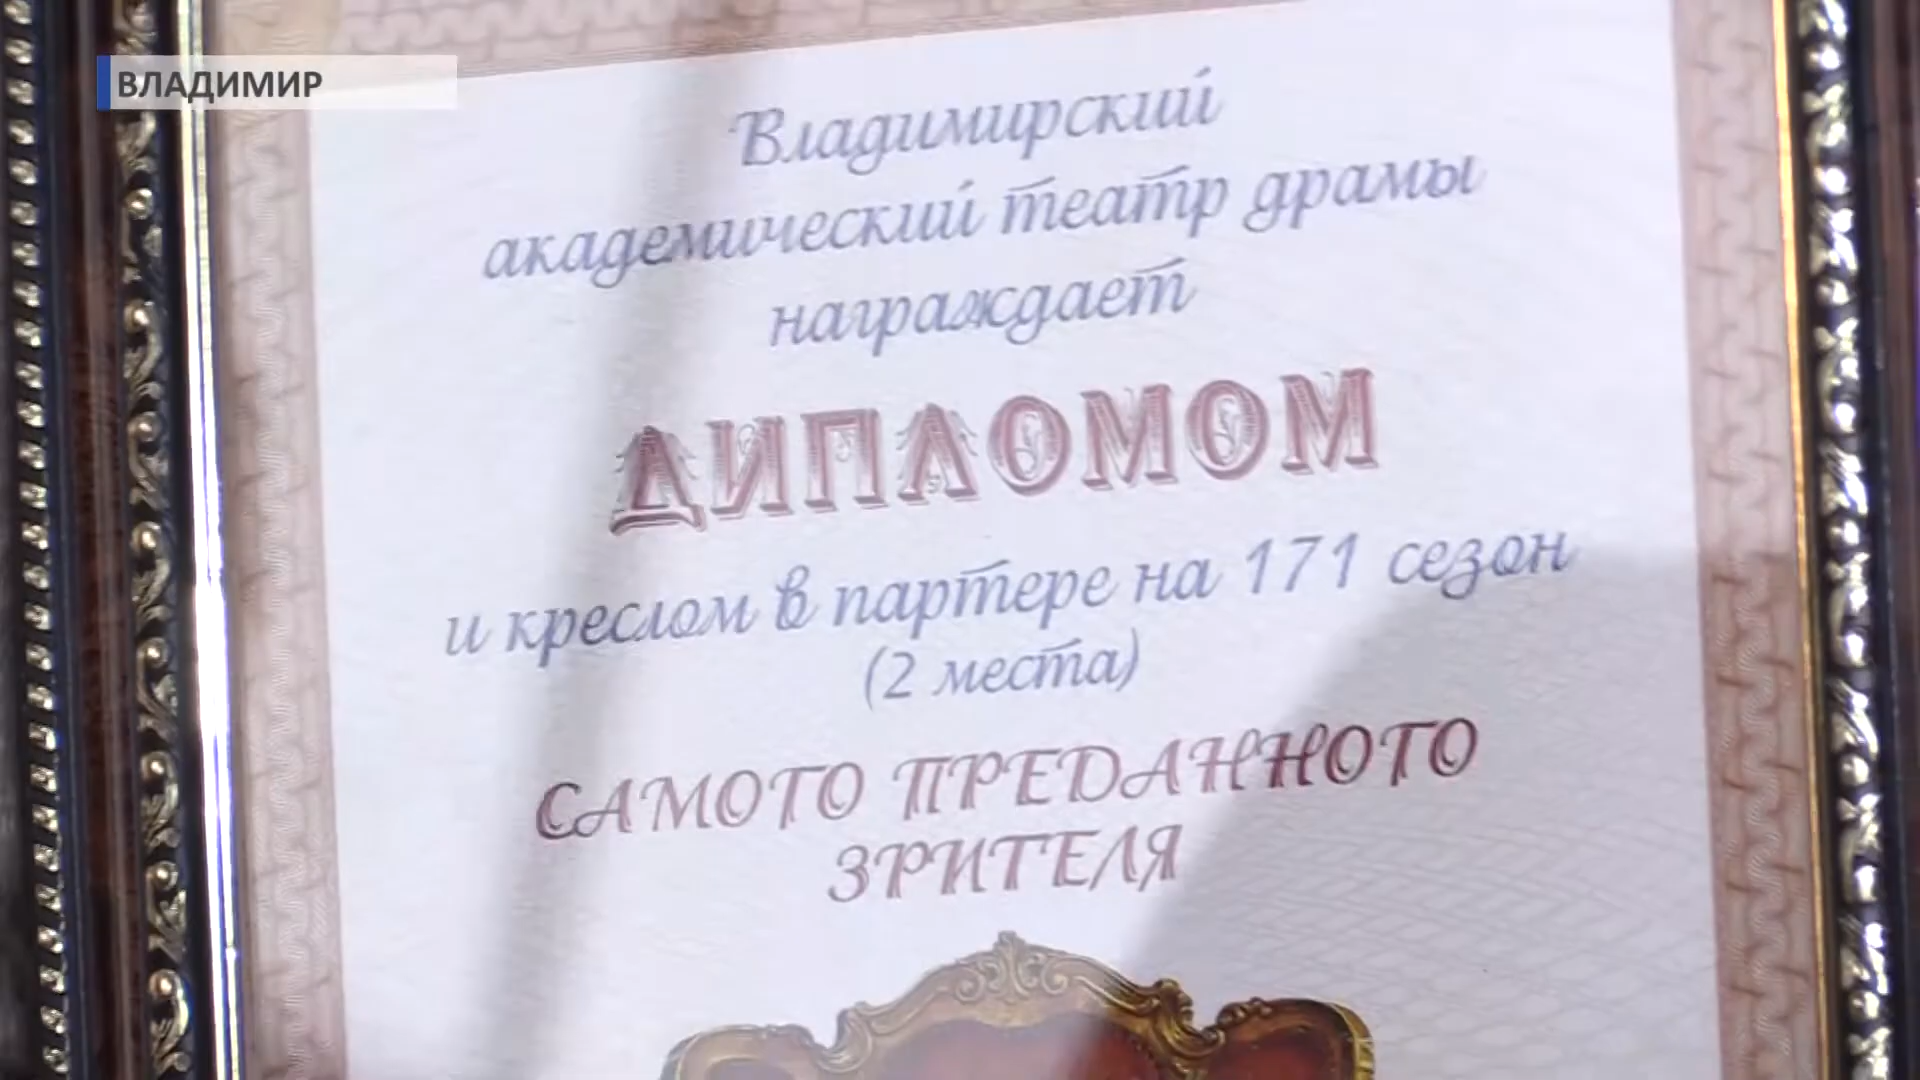 ВЛАДИМИР
Владимирский
академический театр драмы
награждает
ДИПЛОМОМ
и креслом в партере на 171 сезон
(2 места)
САМОГО ПРЕДАННОГО
ЗРИТЕЛЯ